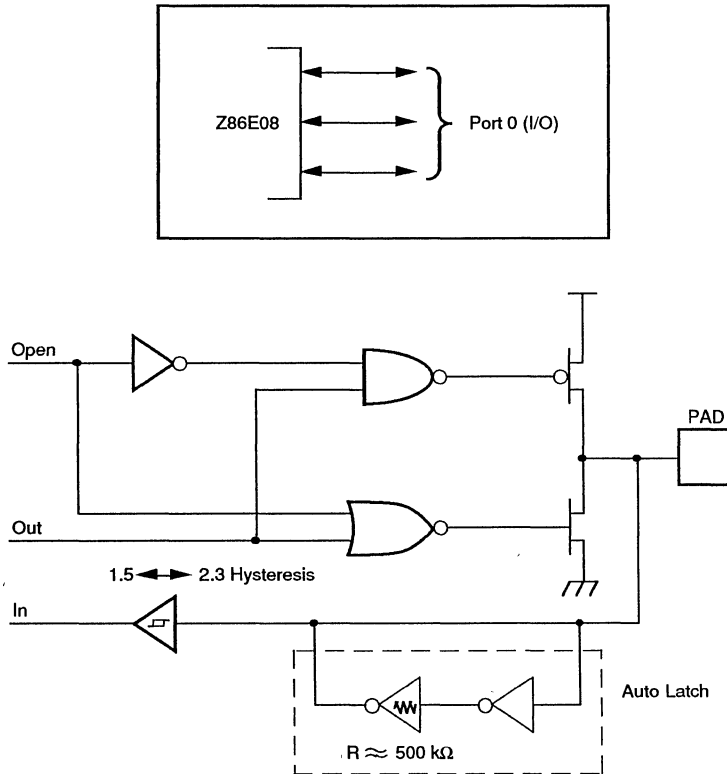 Z86E08
Port 0 (I/O)
Open
PAD
Out
1.5 2.3 Hysteresis
In
Auto Latch
R ≈ 500 kΩ